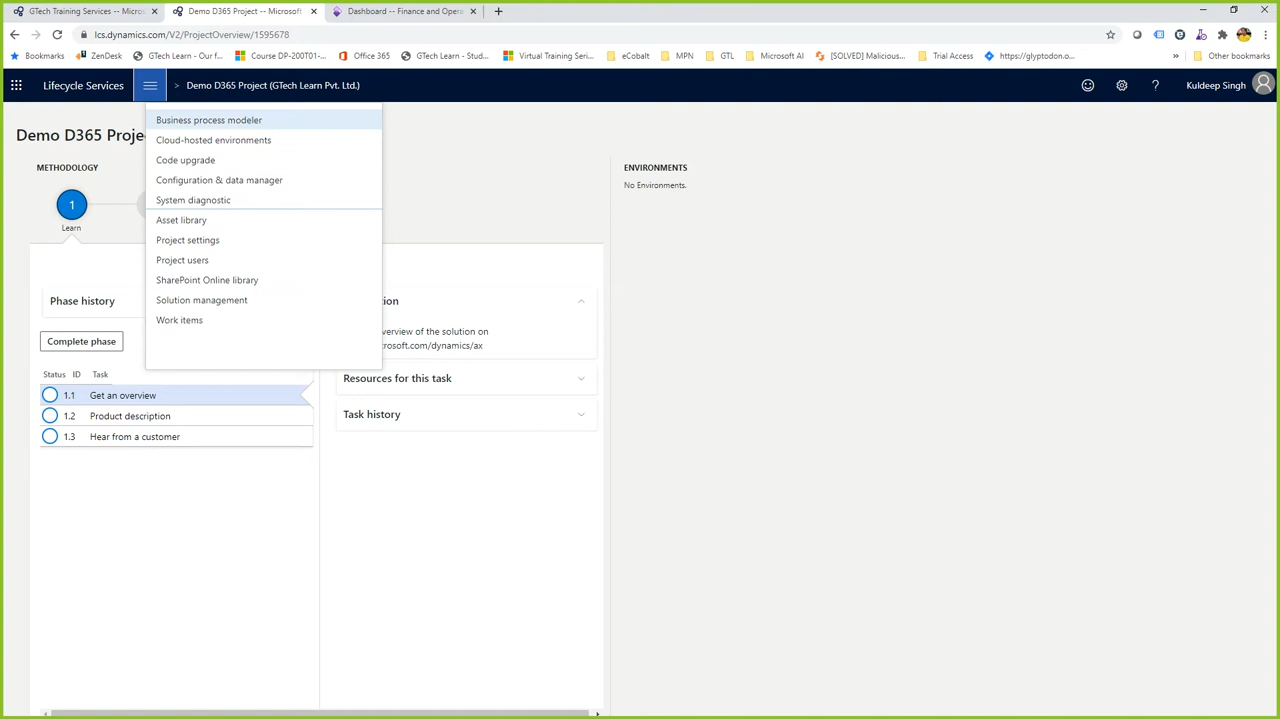 GTech Training Services -- Micros
Demo D365 Project -- Microsoft
Dashboard -- Finance and Opera
lcs.dynamics.com/V2/ProjectOverview/1595678
Bookmarks
ZenDesk
GTech Learn – Our f...
Course DP-200T01-...
Office 365
GTech Learn – Stud...
Virtual Training Seri...
eCobalt
MPN
GTL
Microsoft AI
[SOLVED] Malicious...
Trial Access
https://glyptodon.o...
»
Other bookmarks
Lifecycle Services
> Demo D365 Project (GTech Learn Pvt. Ltd.)
?
Kuldeep Singh
Demo D365 Proje
METHODOLOGY
1
Learn
Business process modeler
Cloud-hosted environments
Code upgrade
Configuration & data manager
System diagnostic
Asset library
Project settings
Project users
SharePoint Online library
Solution management
Work items
ENVIRONMENTS
No Environments.
Phase history
Complete phase
Status ID Task
1.1 Get an overview
1.2 Product description
1.3 Hear from a customer
tion
verview of the solution on
crosoft.com/dynamics/ax
Resources for this task
Task history